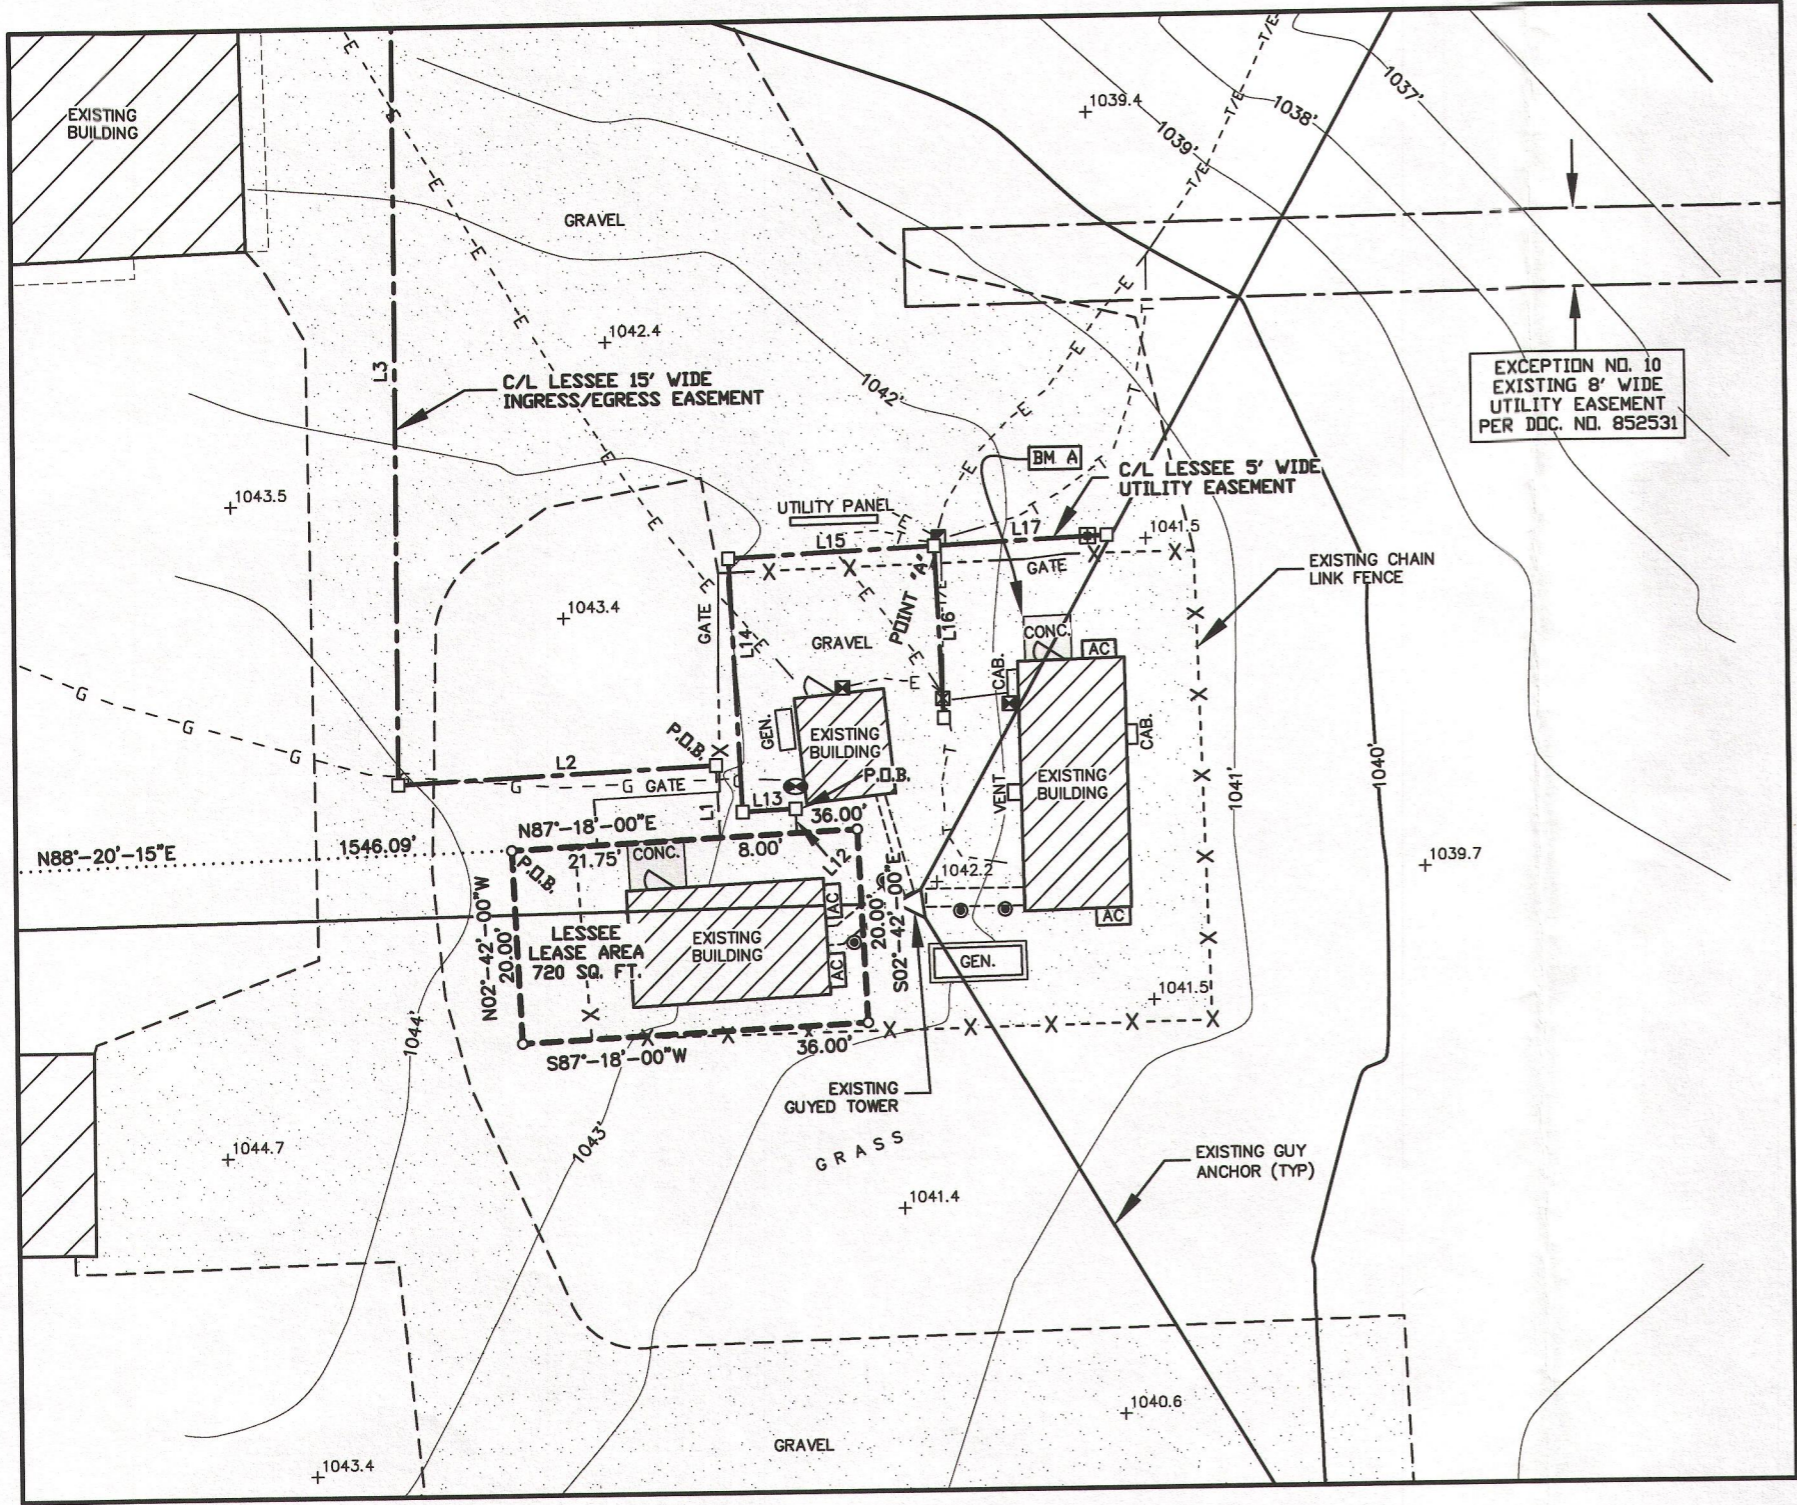 EXISTING
BUILDING
L3
E
E
E
E
E
E
E
E
GRAVEL
+1042.4
C/L LESSEE 15' WIDE
INGRESS/EGRESS EASEMENT
+1043.5
1042'
+1039.4
1039'
1038'
1037'
T/E
T/E
T/E
E
E
E
E
T
T
T
T
EXCEPTION NO. 10
EXISTING 8' WIDE
UTILITY EASEMENT
PER DOC. NO. 852531
BM A
C/L LESSEE 5' WIDE
UTILITY EASEMENT
UTILITY PANEL
E
T
L15
L17
+1041.5
GATE
POINT "A"
T/E
L16
EXISTING CHAIN
LINK FENCE
+1043.4
GATE
L14
GRAVEL
E
E
E
CONC.
AC
CAB.
G
G
G
P.O.B.
L2
G
GATE
G
G
L1
GEN.
EXISTING
BUILDING
P.O.B.
L13
36.00'
T
T
T
VENT
EXISTING
BUILDING
CAB.
1041'
1040'
N88°-20'-15"E
1546.09'
N87°-18'-00"E
21.75'
CONC.
8.00'
L12
P.O.B.
+1042.2
+1039.7
N02°-42'-00"W
20.00'
LESSEE
LEASE AREA
720 SQ. FT.
EXISTING
BUILDING
AC
AC
20.00'
S02°-42'-00"E
AC
GEN.
+1041.5
1044'
S87°-18'-00"W
36.00'
EXISTING
GUYED TOWER
GRASS
1043'
+1044.7
EXISTING GUY
ANCHOR (TYP)
+1041.4
+1040.6
GRAVEL
+1043.4